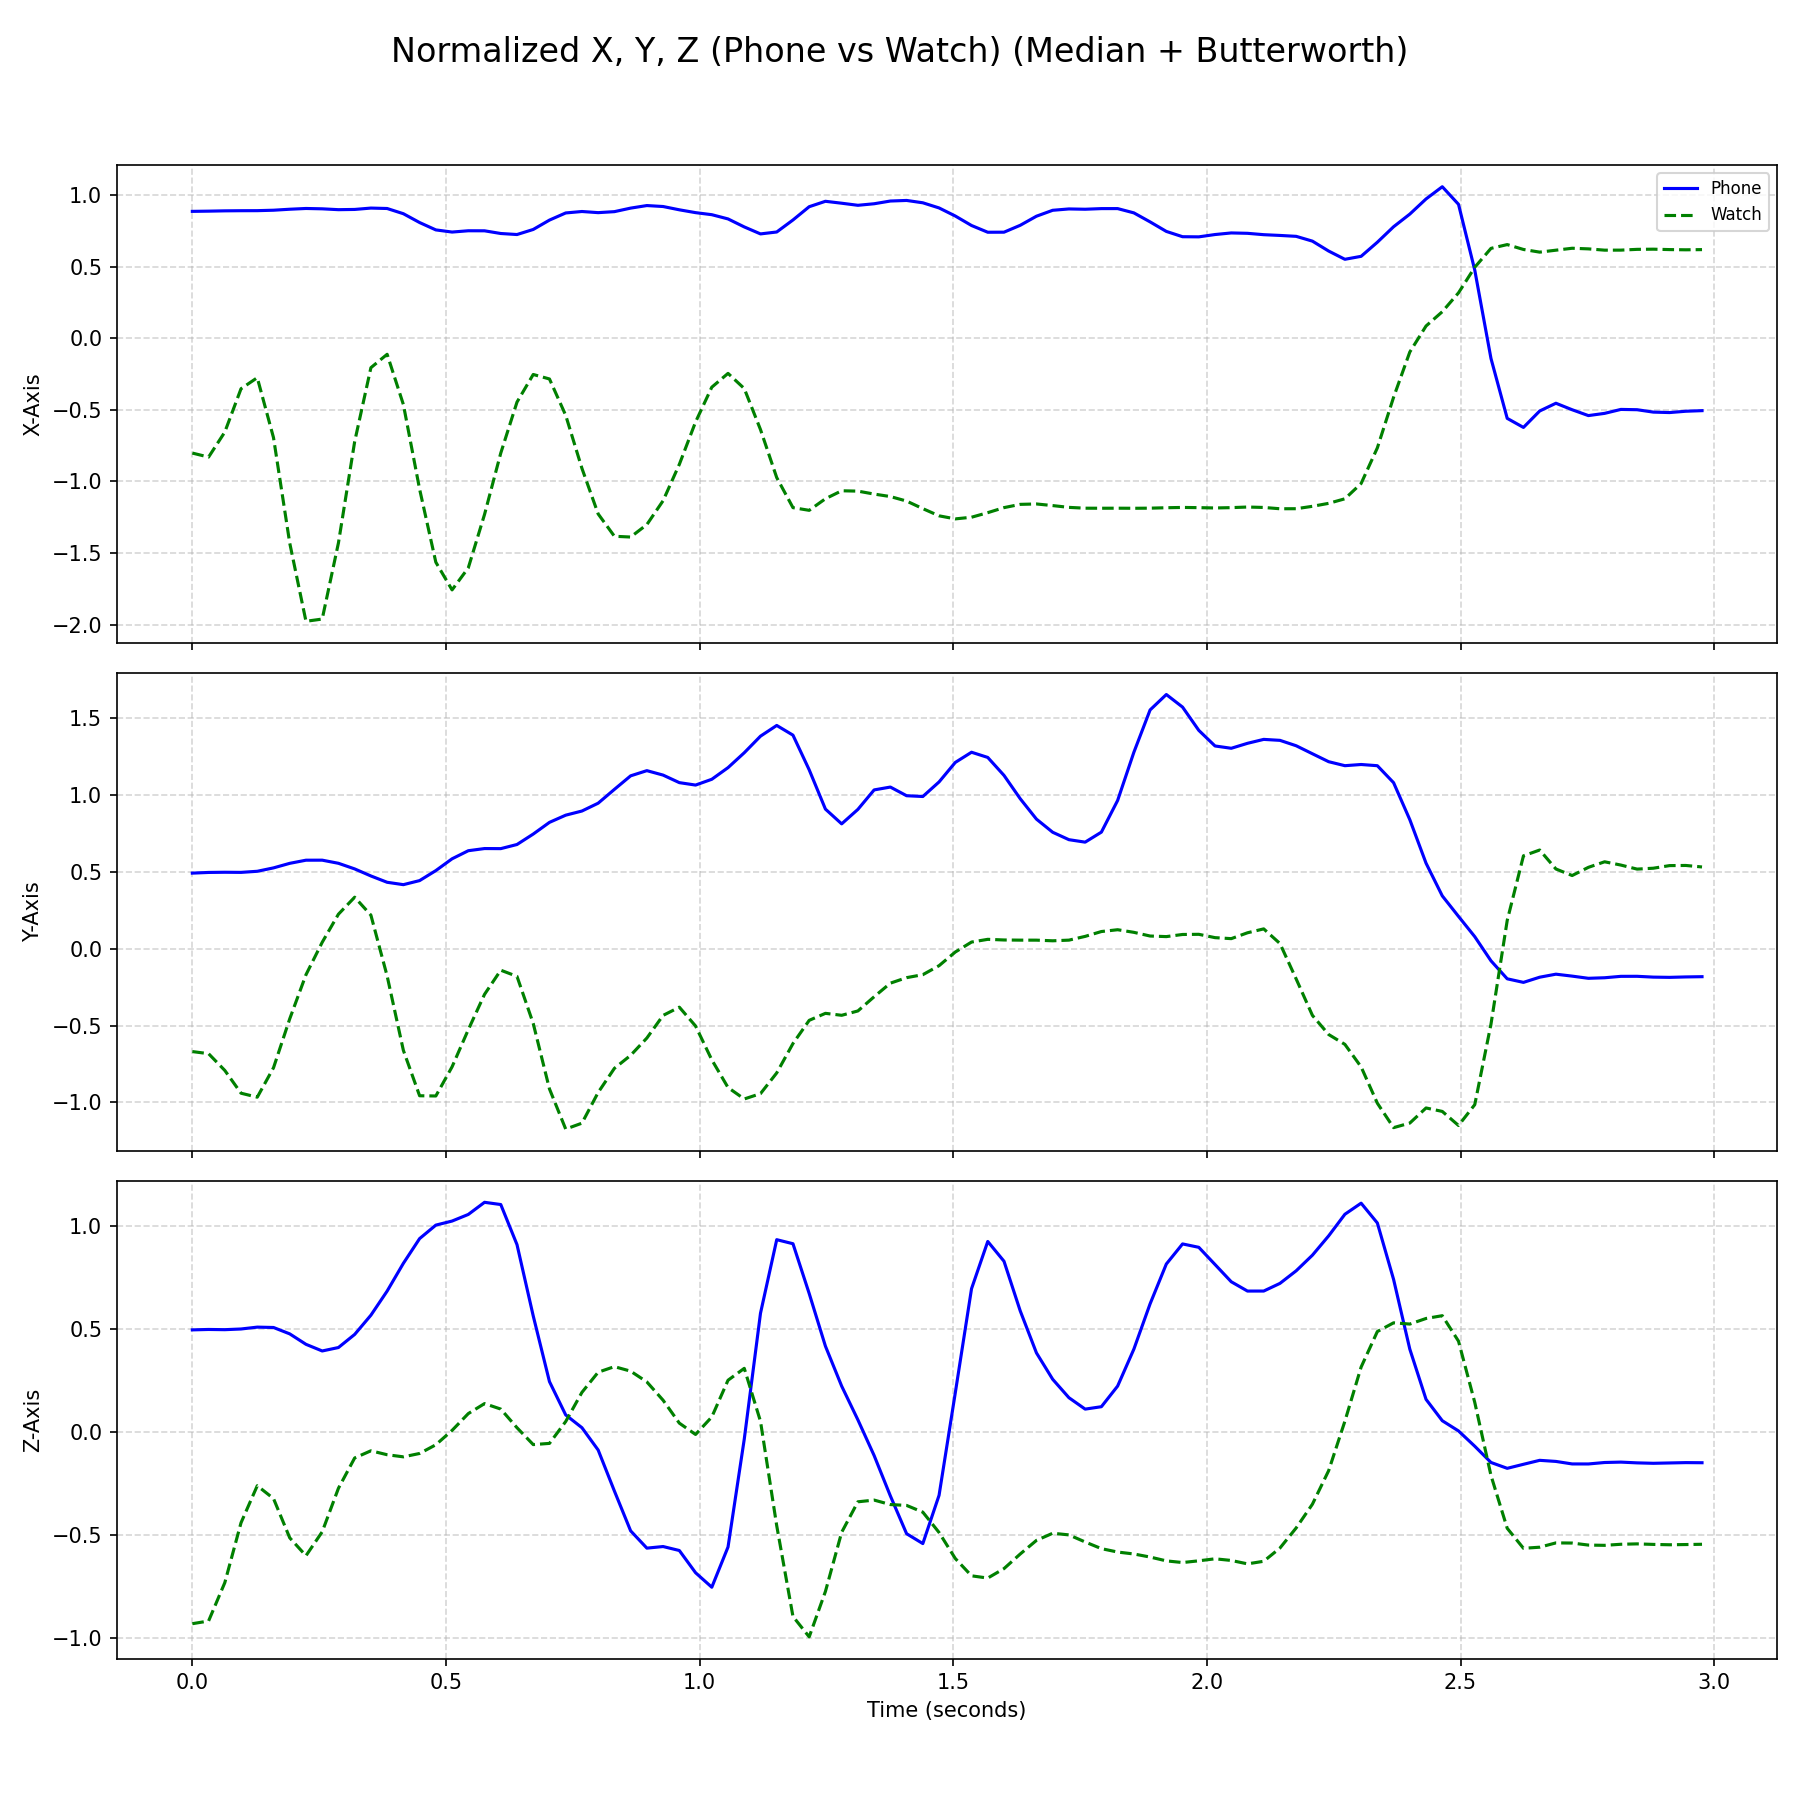 Normalized X, Y, Z (Phone vs Watch) (Median + Butterworth)
Phone
Watch
1.0
0.5
0.0
−0.5
−1.0
−1.5
−2.0
X-Axis
1.5
1.0
0.5
0.0
−0.5
−1.0
Y-Axis
1.0
0.5
0.0
−0.5
−1.0
Z-Axis
0.0 0.5 1.0 1.5 2.0 2.5 3.0
Time (seconds)